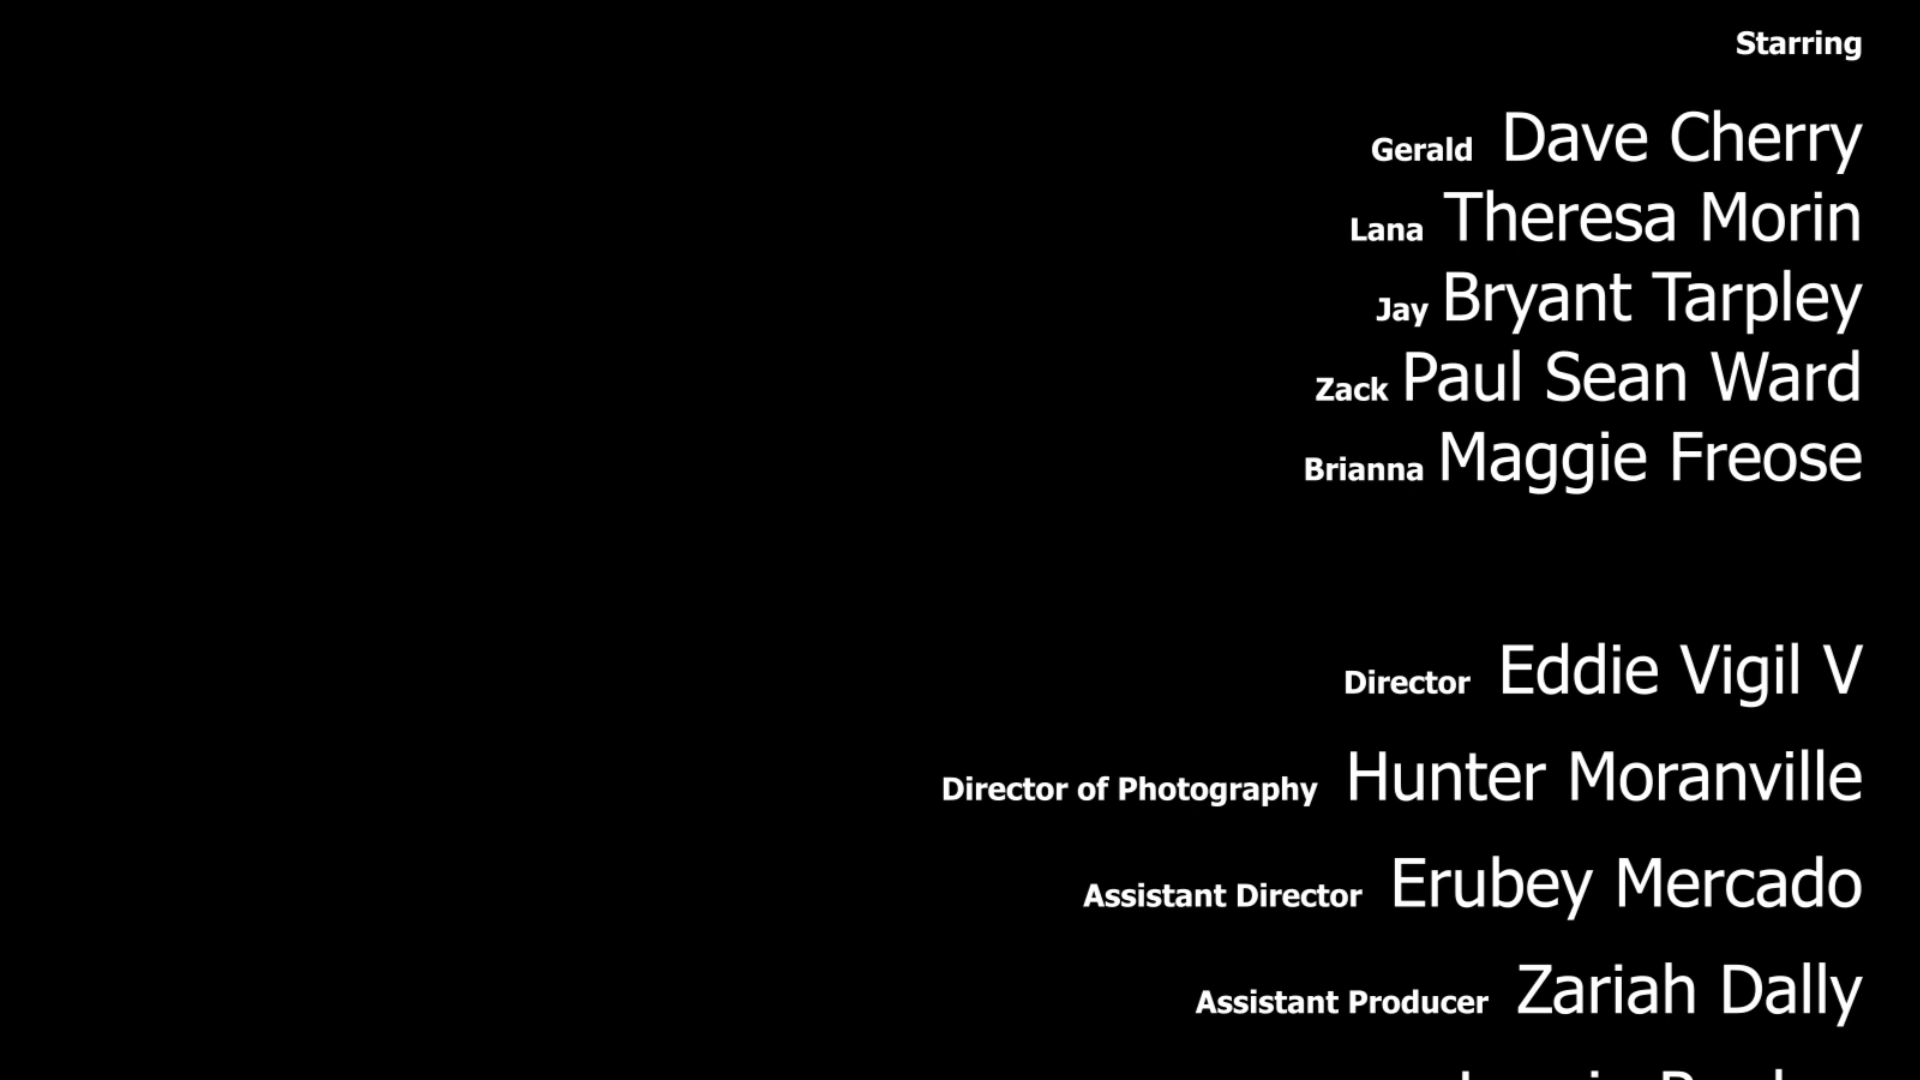 Starring
Gerald Dave Cherry
Lana Theresa Morin
Jay Bryant Tarpley
Zack Paul Sean Ward
Brianna Maggie Freose
Director Eddie Vigil V
Director of Photography Hunter Moranville
Assistant Director Erubey Mercado
Assistant Producer Zariah Dally